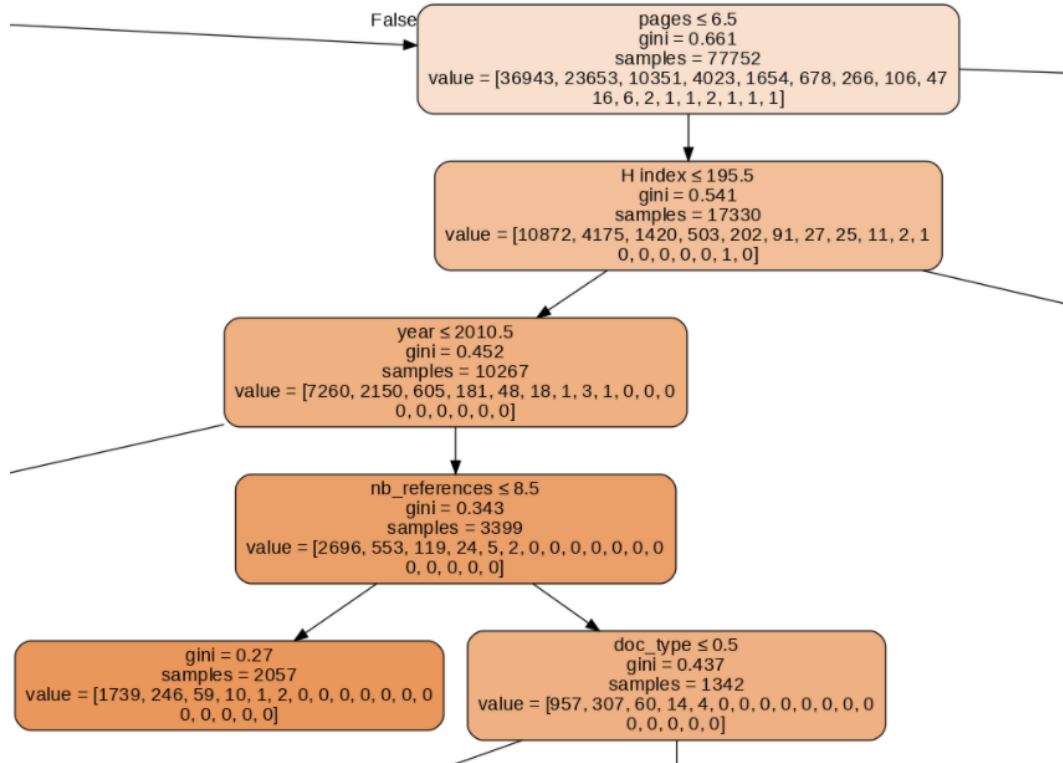 False
pages ≤ 6.5
gini = 0.661
samples = 77752
value = [36943, 23653, 10351, 4023, 1654, 678, 266, 106, 47
16, 6, 2, 1, 1, 2, 1, 1, 1]
H index ≤ 195.5
gini = 0.541
samples = 17330
value = [10872, 4175, 1420, 503, 202, 91, 27, 25, 11, 2, 1
0, 0, 0, 0, 0, 1, 0]
year ≤ 2010.5
gini = 0.452
samples = 10267
value = [7260, 2150, 605, 181, 48, 18, 1, 3, 1, 0, 0, 0
0, 0, 0, 0, 0, 0]
nb_references ≤ 8.5
gini = 0.343
samples = 3399
value = [2696, 553, 119, 24, 5, 2, 0, 0, 0, 0, 0, 0, 0
0, 0, 0, 0, 0]
gini = 0.27
samples = 2057
value = [1739, 246, 59, 10, 1, 2, 0, 0, 0, 0, 0, 0, 0
0, 0, 0, 0, 0]
doc_type ≤ 0.5
gini = 0.437
samples = 1342
value = [957, 307, 60, 14, 4, 0, 0, 0, 0, 0, 0, 0, 0
0, 0, 0, 0, 0]